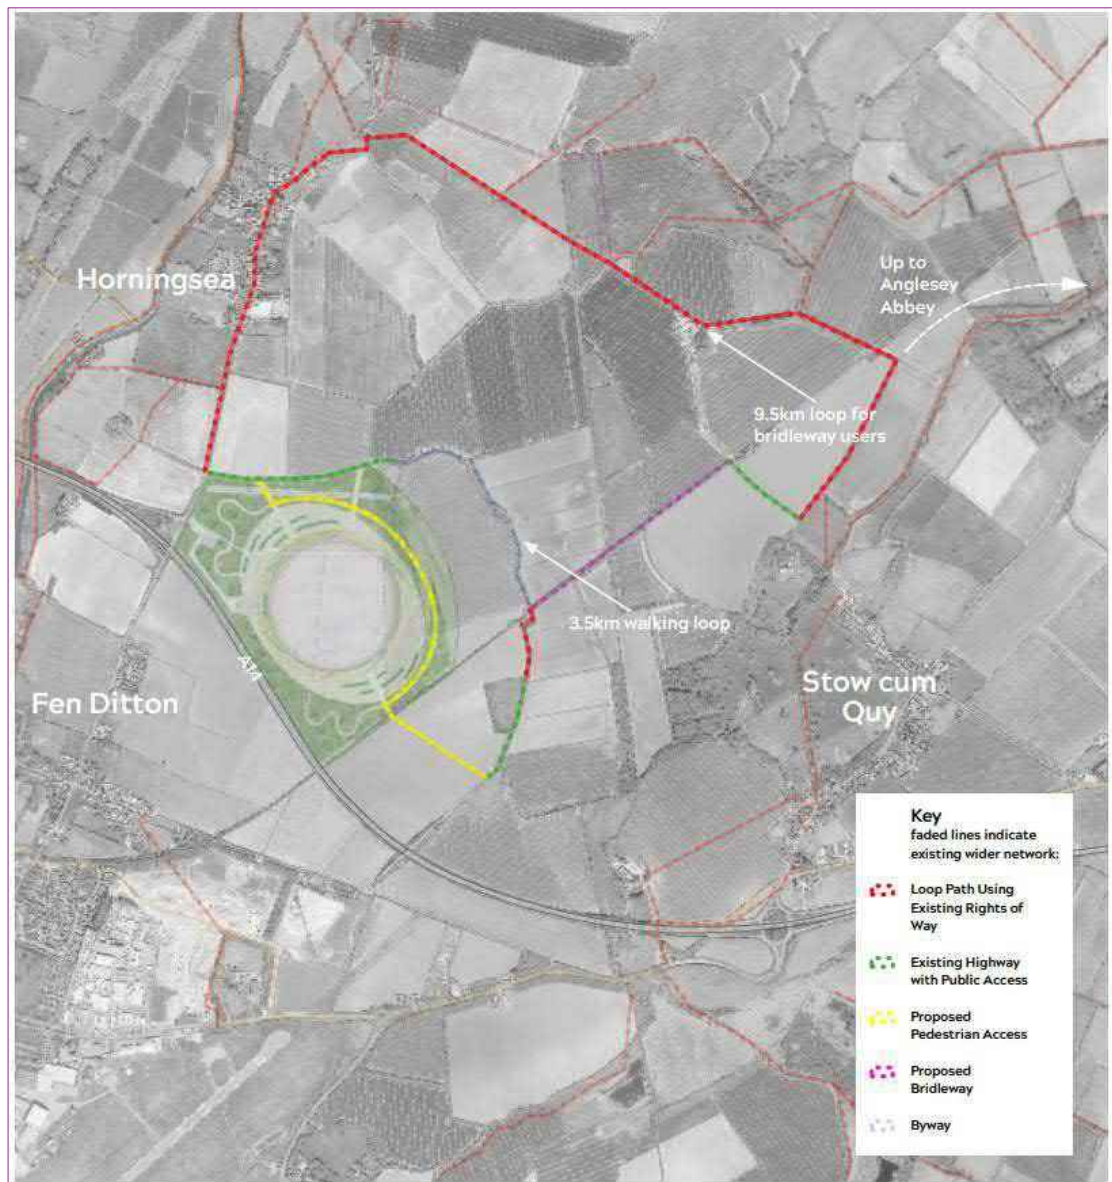 Horningsea
Up to
Anglesey
Abbey
9.5km loop for
bridleway users
3.5km walking loop
A14
Fen Ditton
Stow cum
Quy
Key
faded lines indicate
existing wider network:
Loop Path Using
Existing Rights of
Way
Existing Highway
with Public Access
Proposed
Pedestrian Access
Proposed
Bridleway
Byway